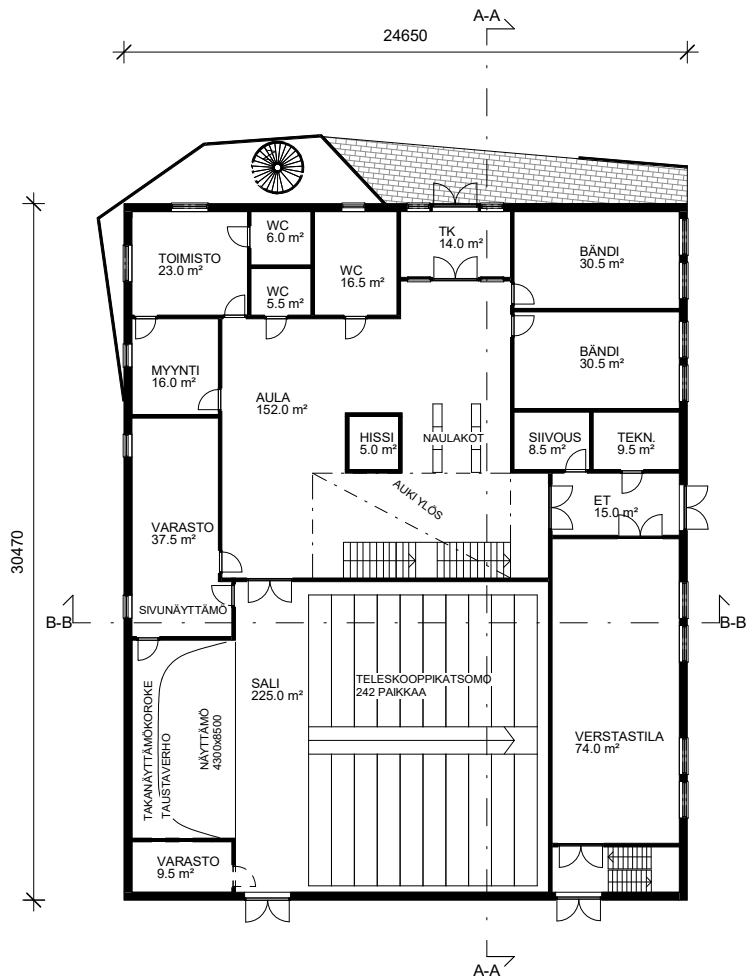 A-A
24650
30470
WC
6.0 m²
TK
14.0 m²
BÄNDI
30.5 m²
TOIMISTO
23.0 m²
WC
16.5 m²
WC
5.5 m²
BÄNDI
30.5 m²
MYYNTI
16.0 m²
AULA
152.0 m²
HISSI
5.0 m²
NAULAKOT
SIIVOUS
8.5 m²
TEKN.
9.5 m²
AUKI YLÖS
ET
15.0 m²
VARASTO
37.5 m²
SIVUNÄYTTÄMÖ
B-B
B-B
SALI
225.0 m²
TELESKOOPPIKATSOMO
242 PAIKKAA
TAKANÄYTTÄMÖKOROKE
TAUSTAVERHO
NÄYTTÄMÖ
4300x8500
VERSTASTILA
74.0 m²
VARASTO
9.5 m²
A-A